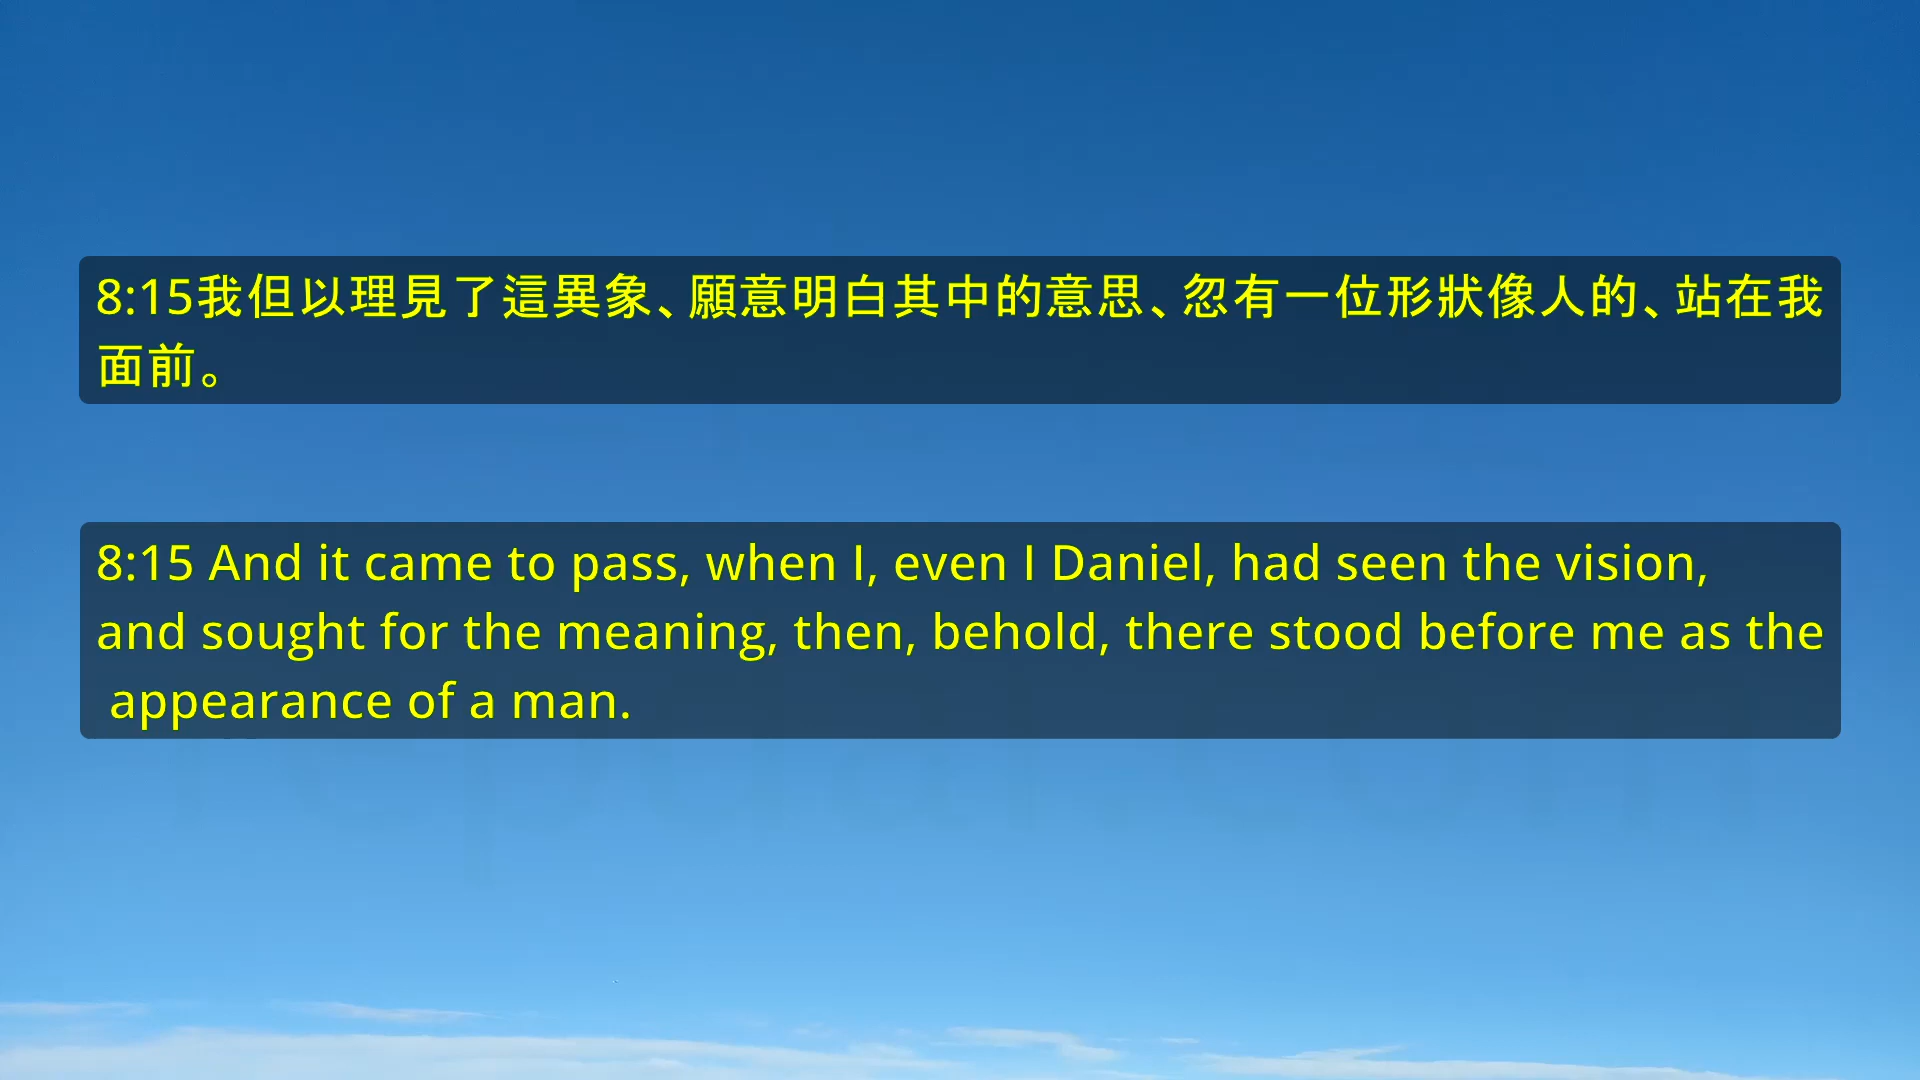 8:15我但以理見了這異象、願意明白其中的意思、忽有一位形狀像人的、站在我
面前。
8:15 And it came to pass, when I, even I Daniel, had seen the vision,
and sought for the meaning, then, behold, there stood before me as the
appearance of a man.